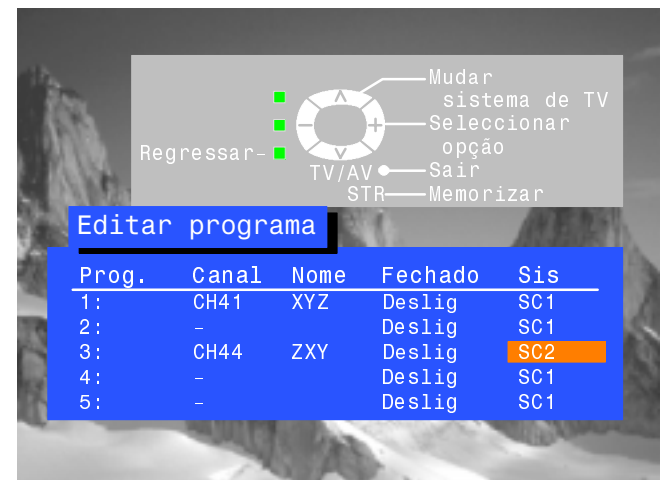 Mudar
sistema de TV
Seleccionar
opção
Regressar
TV/AV Sair
STR Memorizar
Editar programa
Prog. Canal Nome Fechado Sis
1: CH41 XYZ Deslig SC1
2: – Deslig SC1
3: CH44 ZXY Deslig SC2
4: – Deslig SC1
5: – Deslig SC1